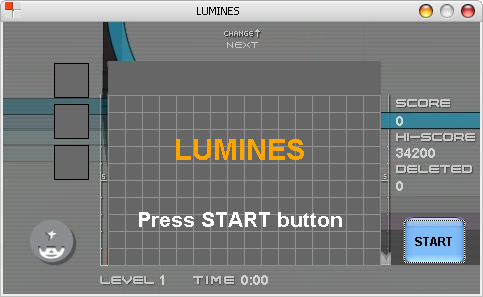 LUMINES
CHANGE↑
NEXT
SCORE
0
HI-SCORE
34200
DELETED
0
LUMINES
Press START button
START
LEVEL 1 TIME 0:00